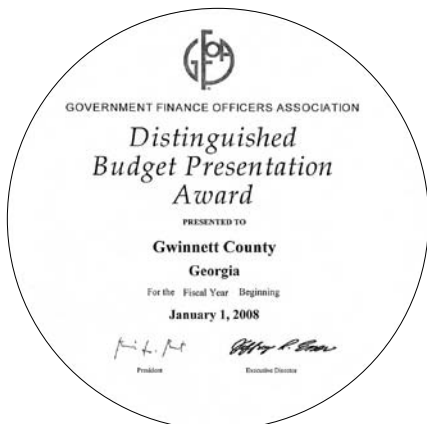 GFOA
GOVERNMENT FINANCE OFFICERS ASSOCIATION
Distinguished
Budget Presentation
Award
PRESENTED TO
Gwinnett County
Georgia
For the Fiscal Year Beginning
January 1, 2008
President
Executive Director